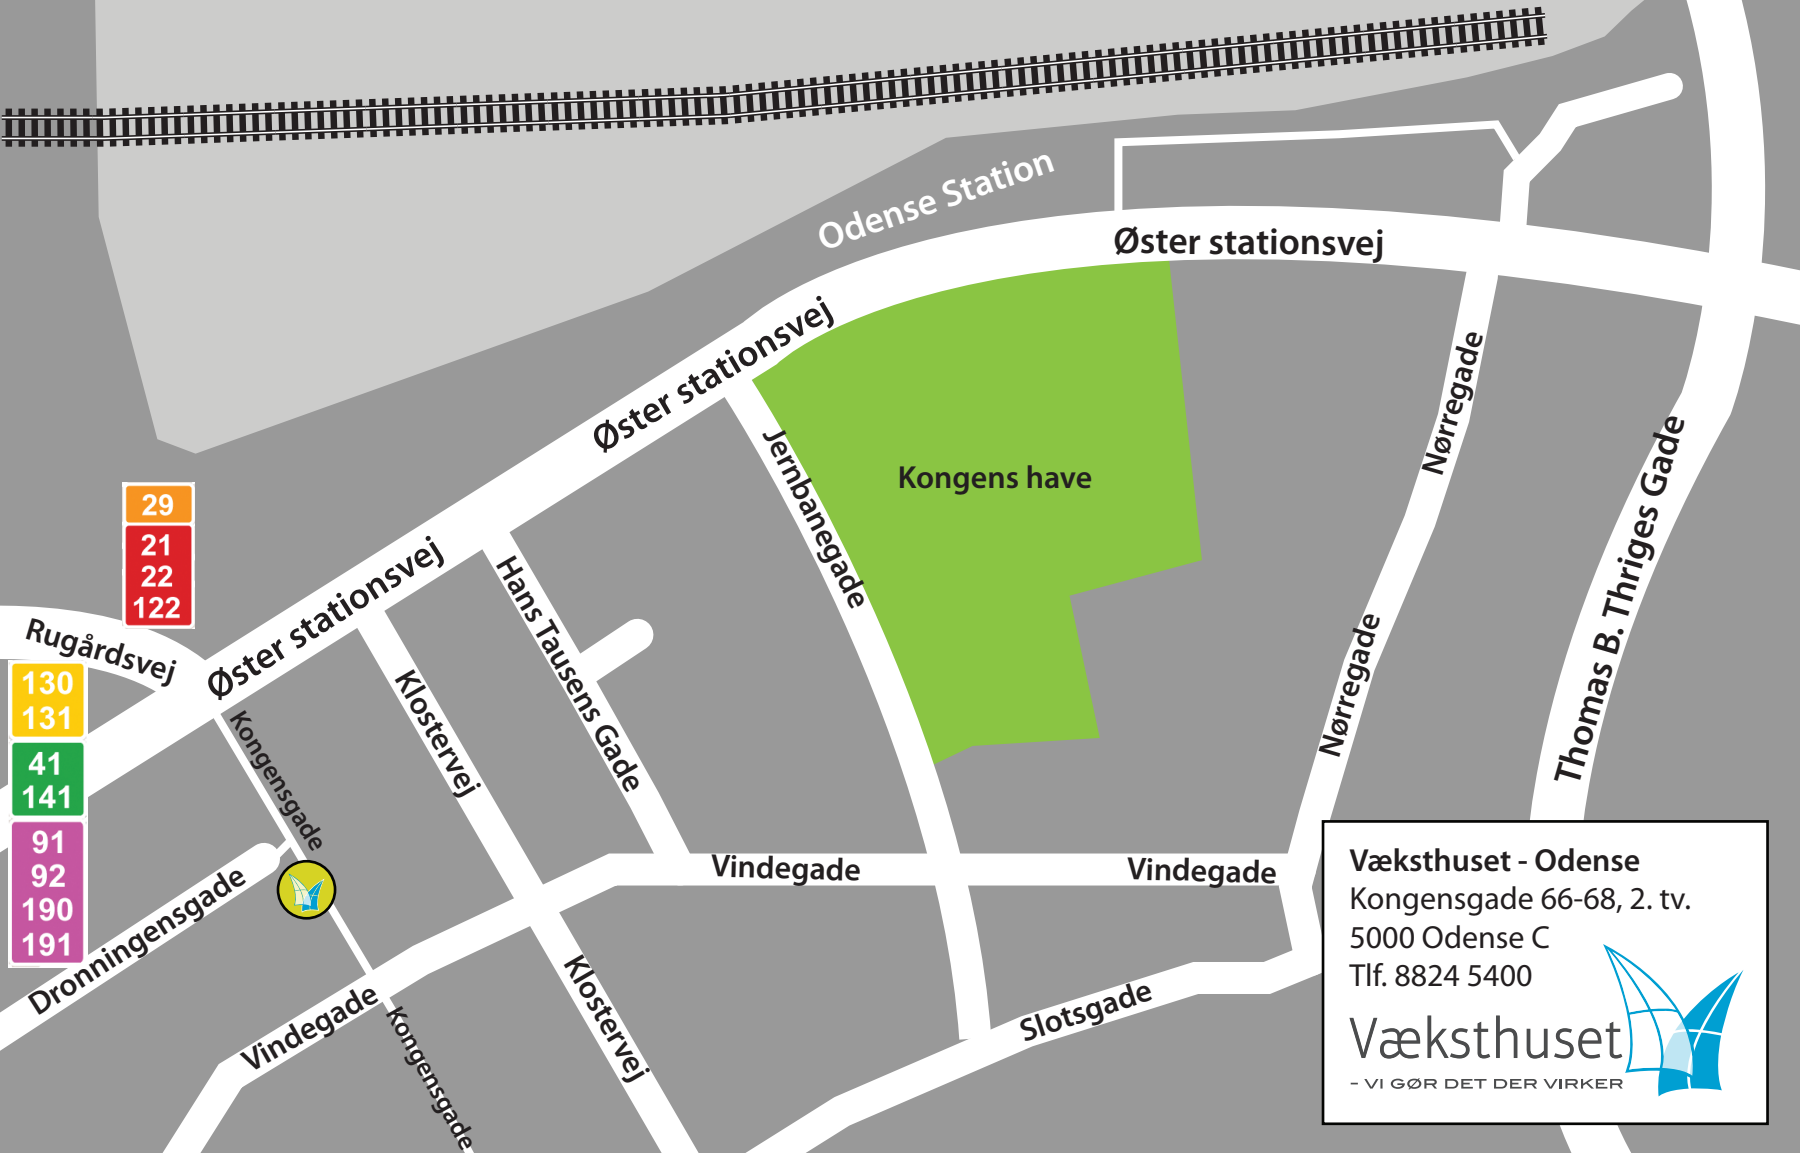 Odense Station
Øster stationsvej
Øster stationsvej
Øster stationsvej
Kongens have
Jernbanegade
Nørregade
Nørregade
Thomas B. Thriges Gade
29
21
22
122
Rugårdsvej
130
131
41
141
91
92
190
191
Hans Tausens Gade
Klostervej
Klostervej
Kongensgade
Kongensgade
Dronningensgade
Vindegade
Vindegade
Vindegade
Slotsgade
Væksthuset - Odense
Kongensgade 66-68, 2. tv.
5000 Odense C
Tlf. 8824 5400
Væksthuset
- VI GØR DET DER VIRKER